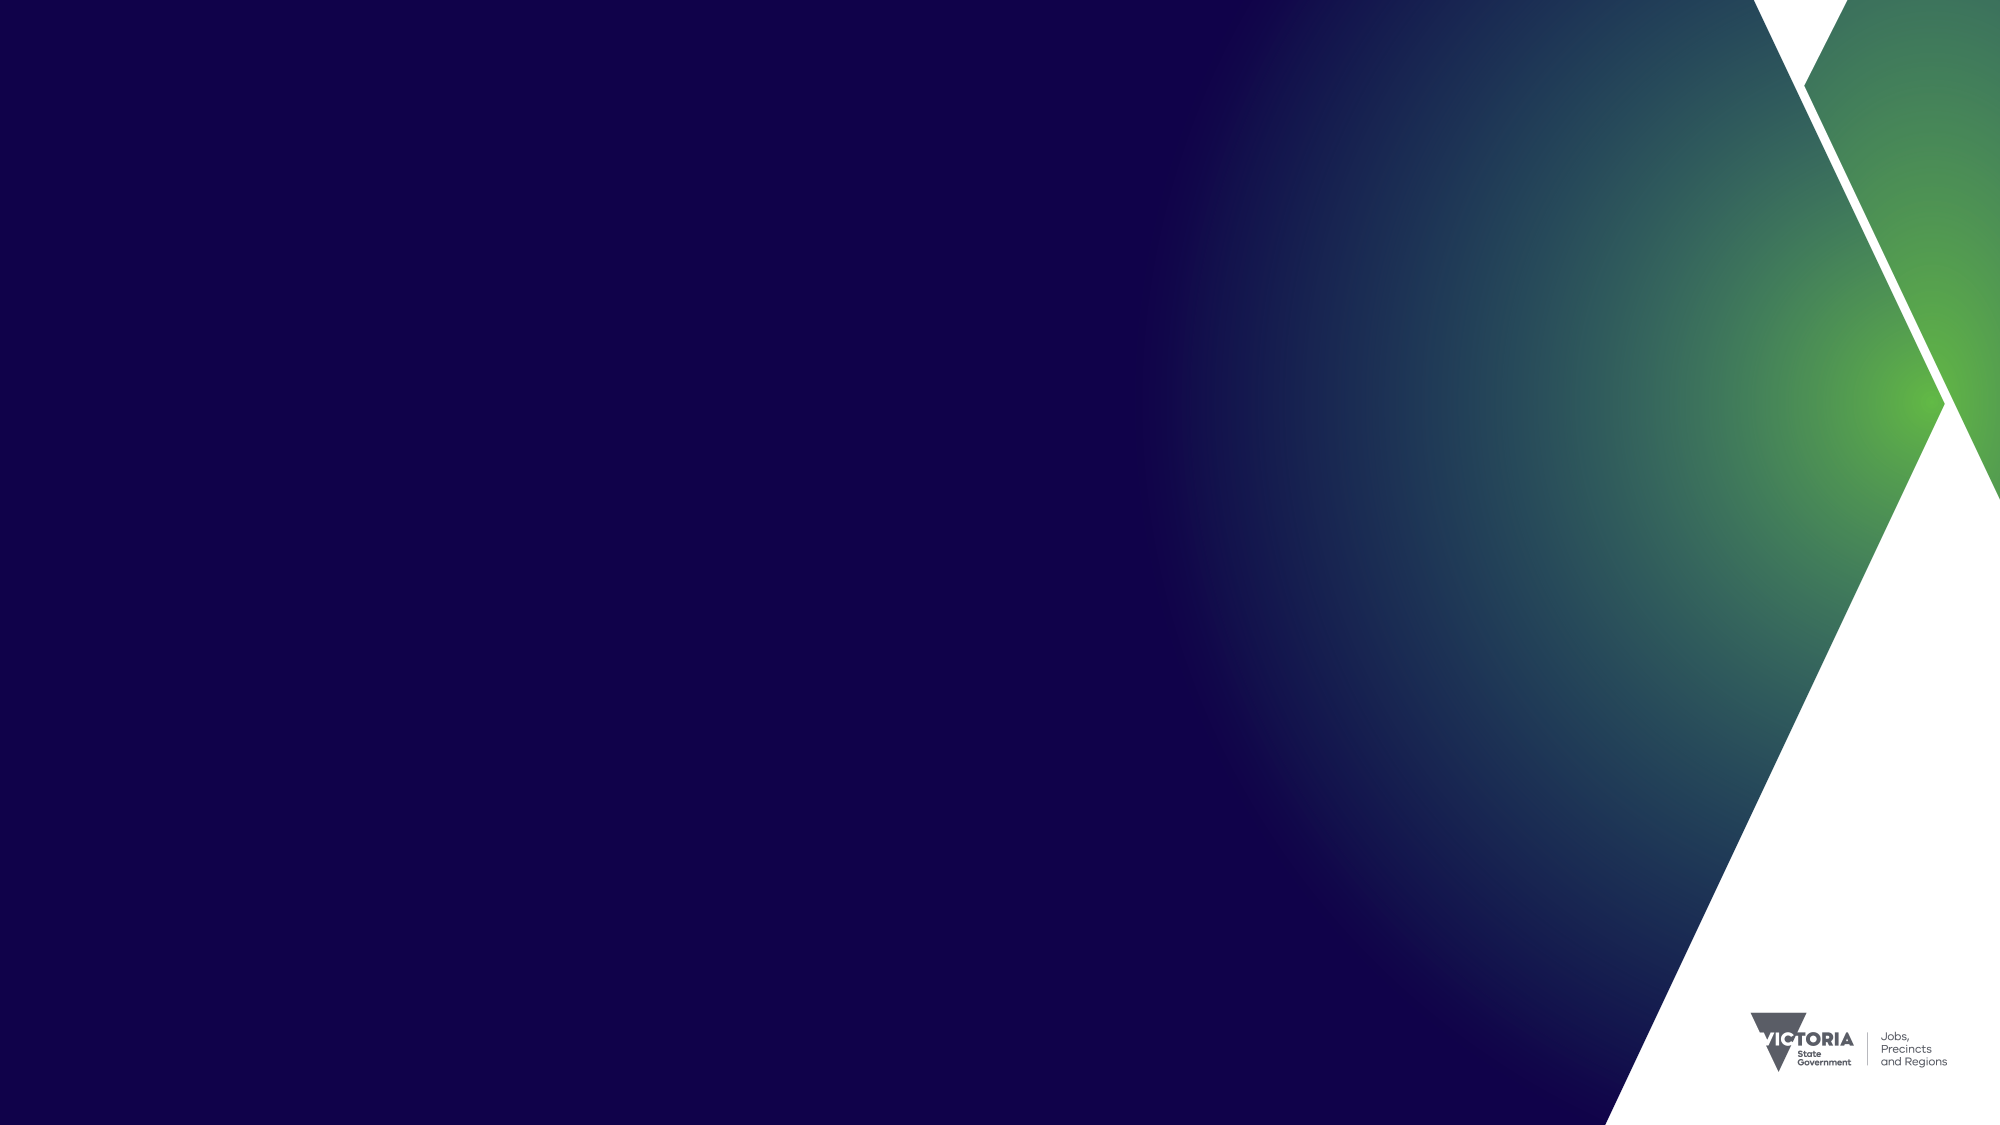 VICTORIA
State
Government
Jobs,
Precincts
and Regions